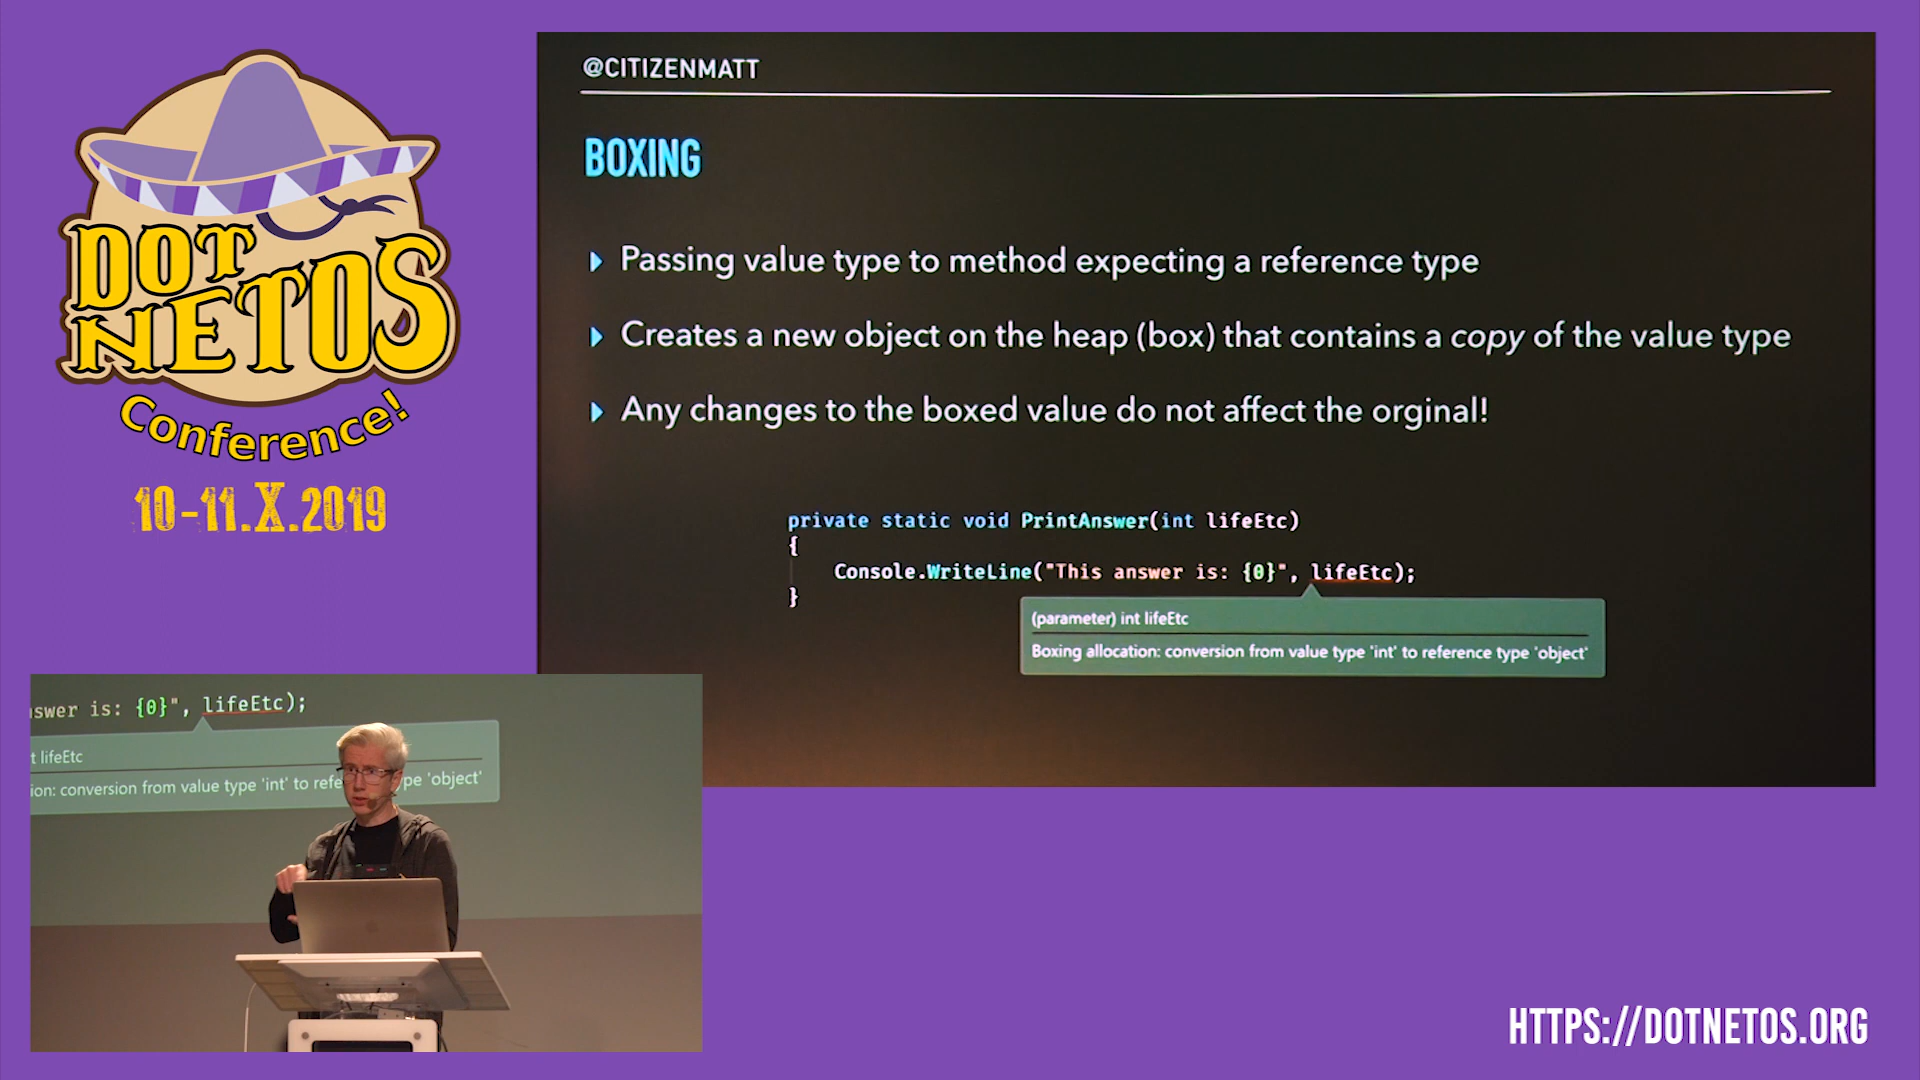 DOT
NETOS
Conference!
10-11.X.2019
@CITIZENMATT
BOXING
Passing value type to method expecting a reference type
Creates a new object on the heap (box) that contains a copy of the value type
Any changes to the boxed value do not affect the orginal!
private static void PrintAnswer(int lifeEtc)
{
Console.WriteLine("This answer is: {0}", lifeEtc);
}
(parameter) int lifeEtc
Boxing allocation: conversion from value type 'int' to reference type 'object'
swer is: {0}", lifeEtc);
t lifeEtc
ion: conversion from value type 'int' to refe pe 'object'
HTTPS://DOTNETOS.ORG